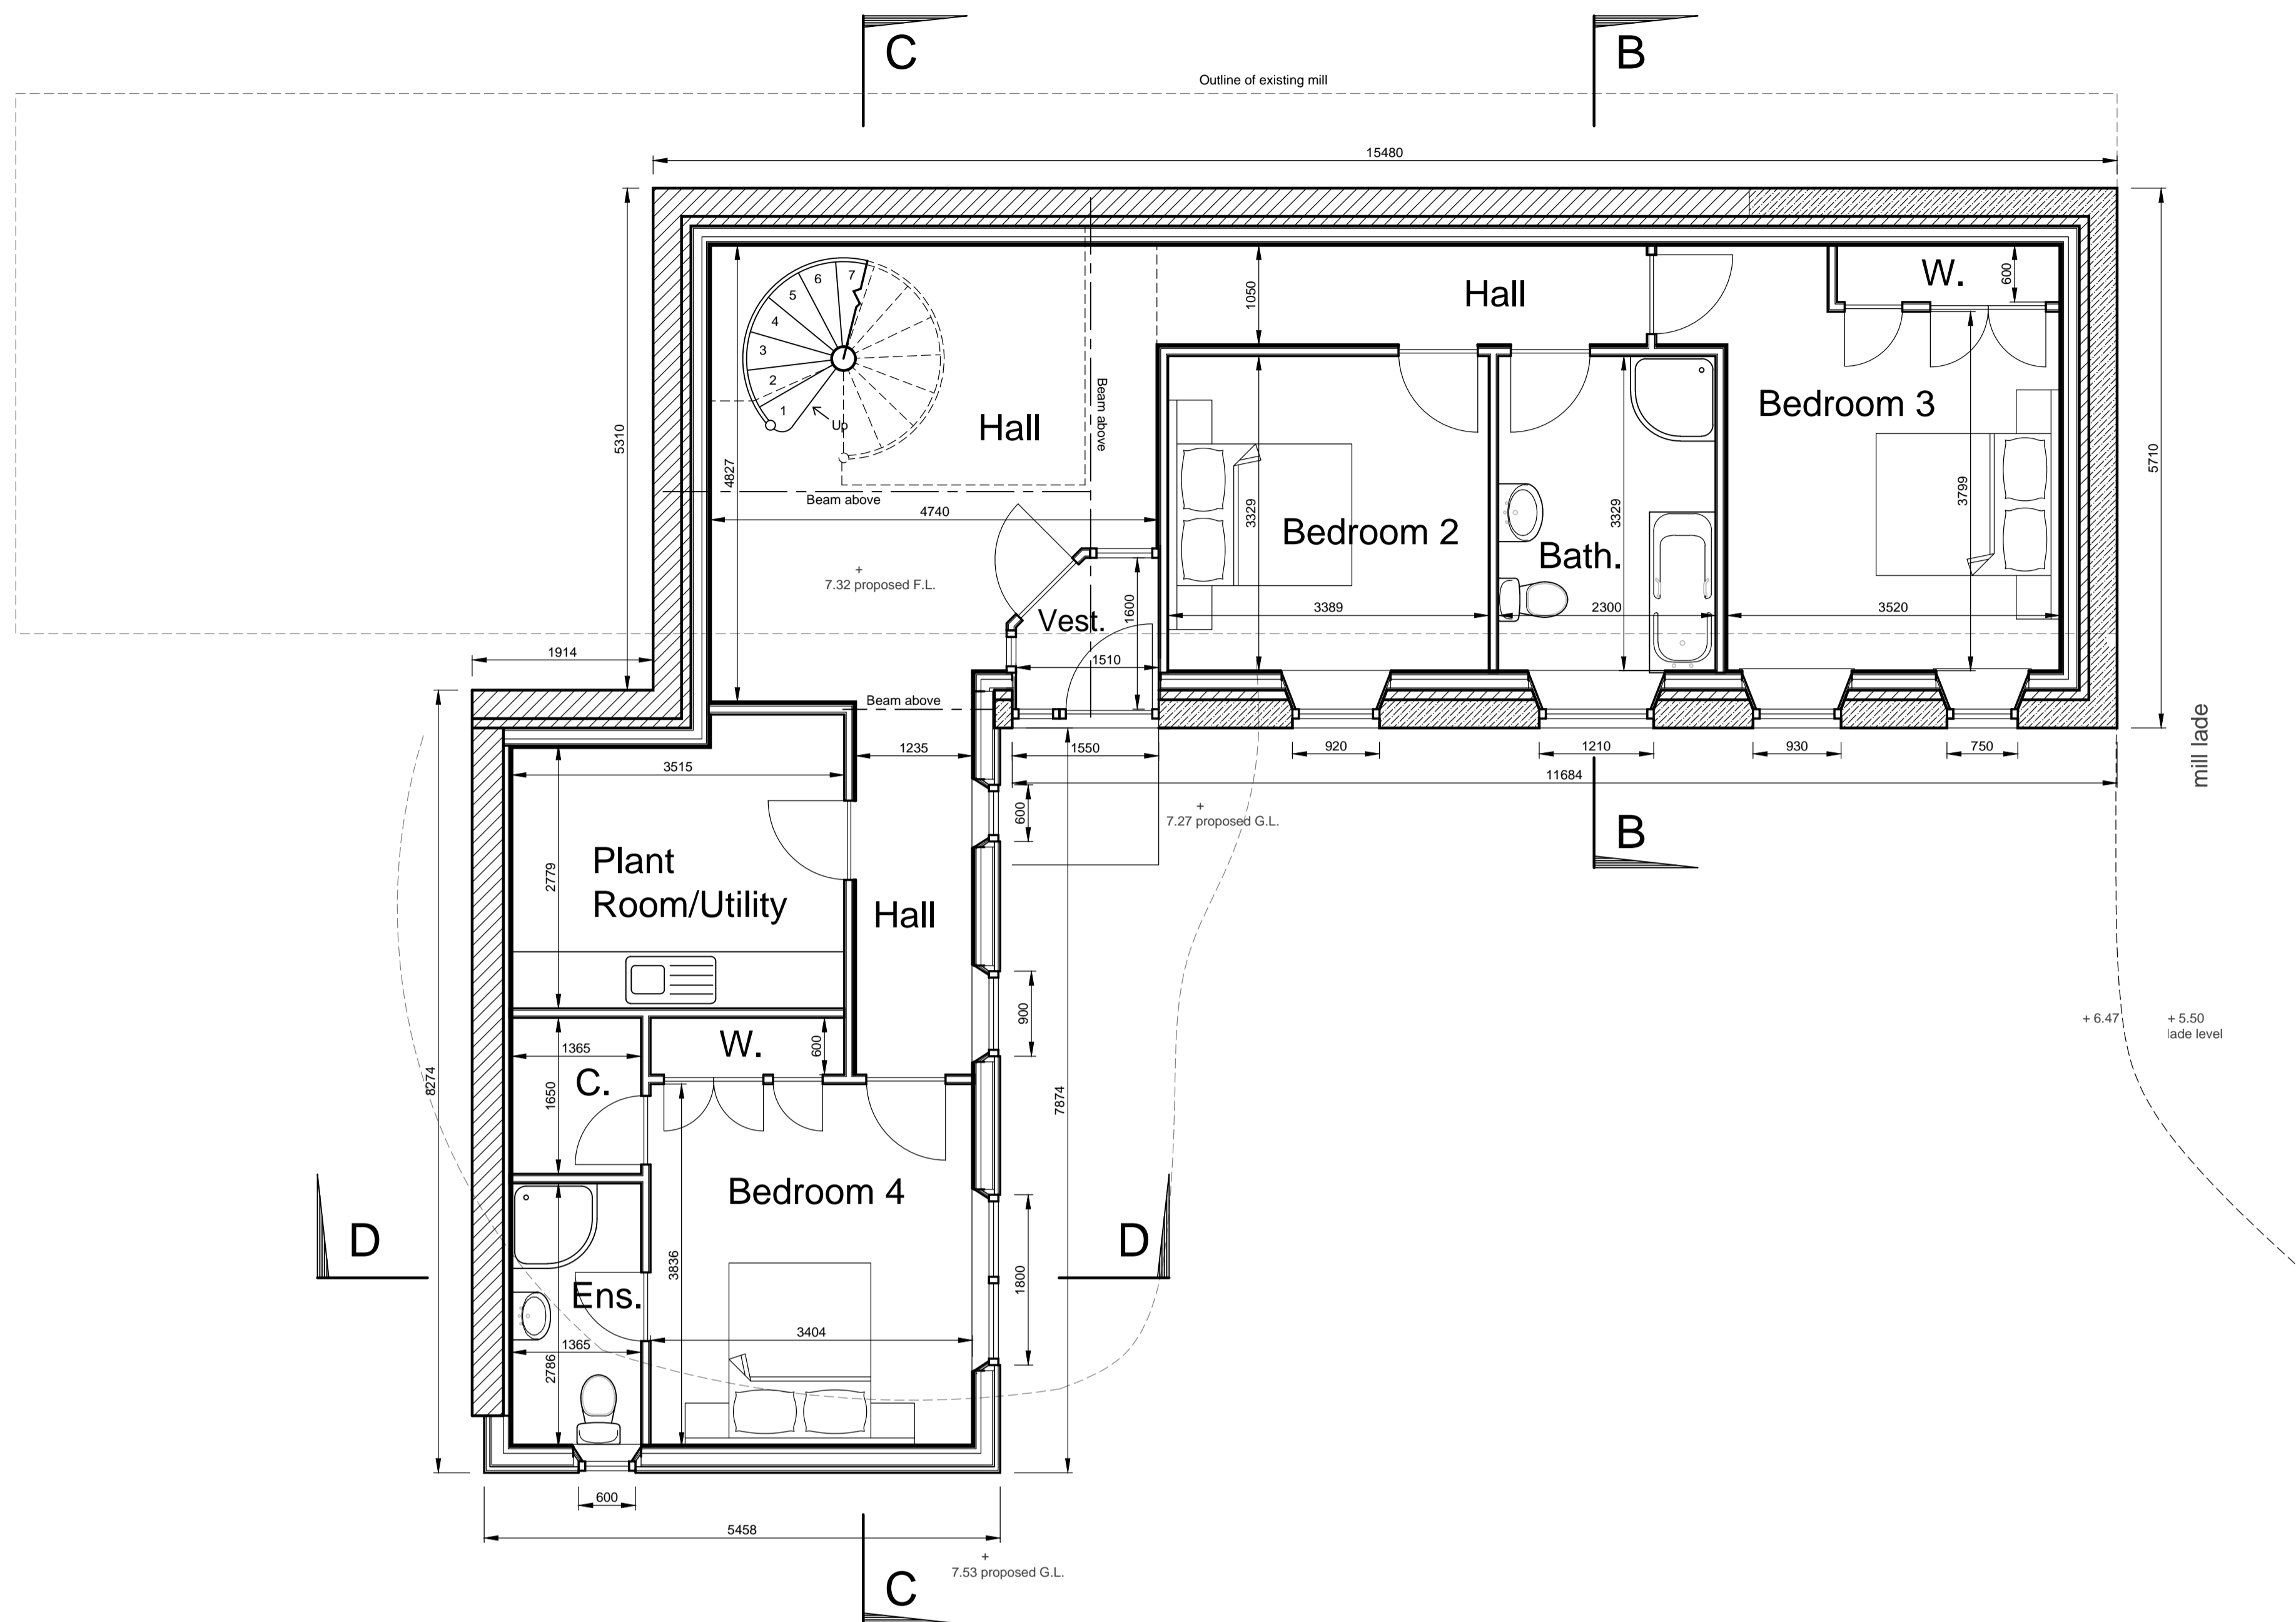 C
B
Outline of existing mill
15480
5310
5710
4827
1050
Hall
W.
600
7
6
5
4
3
2
1
Up
Hall
Beam above
Beam above
4740
Bedroom 3
3799
3329
Bedroom 2
3329
Bath.
3389
2300
3520
+
7.32 proposed F.L.
Vest.
1600
1510
1914
Beam above
1235
1550
920
1210
930
750
11684
mill lade
3515
600
+
7.27 proposed G.L.
B
2779
Plant
Room/Utility
Hall
900
+ 6.47
+ 5.50
lade level
8274
1365
W.
600
C.
1650
7874
Bedroom 4
D
D
3836
1800
Ens.
3404
1365
2786
600
5458
+
7.53 proposed G.L.
C